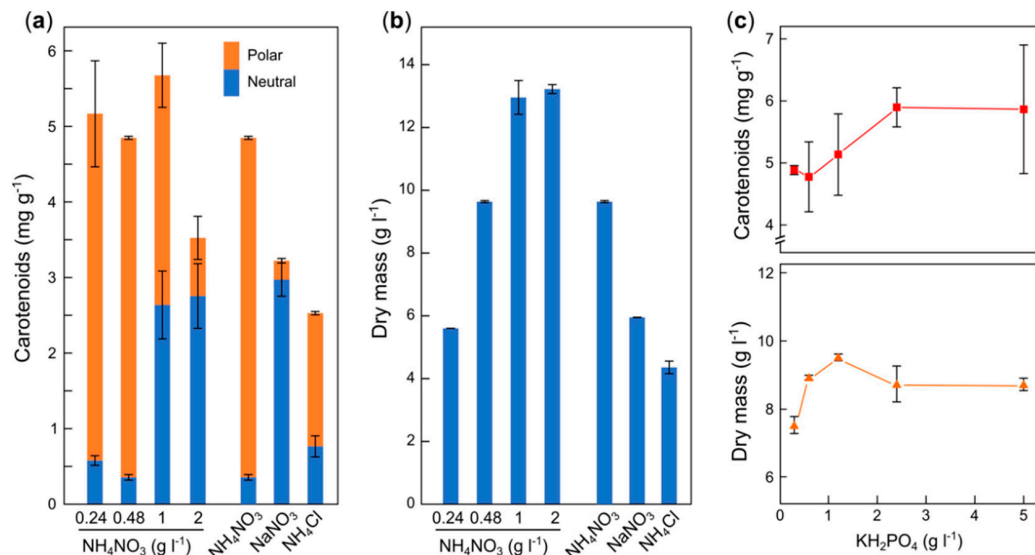 (a)
Carotenoids (mg g⁻¹)
6
5
4
3
2
1
0
Polar
Neutral
0.24 0.48 1 2
NH₄NO₃ (g l⁻¹)
NH₄NO₃
NaNO₃
NH₄Cl
(b)
Dry mass (g l⁻¹)
14
12
10
8
6
4
2
0
0.24 0.48 1 2
NH₄NO₃ (g l⁻¹)
NH₄NO₃
NaNO₃
NH₄Cl
(c)
Carotenoids (mg g⁻¹)
7
6
5
4
Dry mass (g l⁻¹)
12
10
8
6
0 1 2 3 4 5
KH₂PO₄ (g l⁻¹)